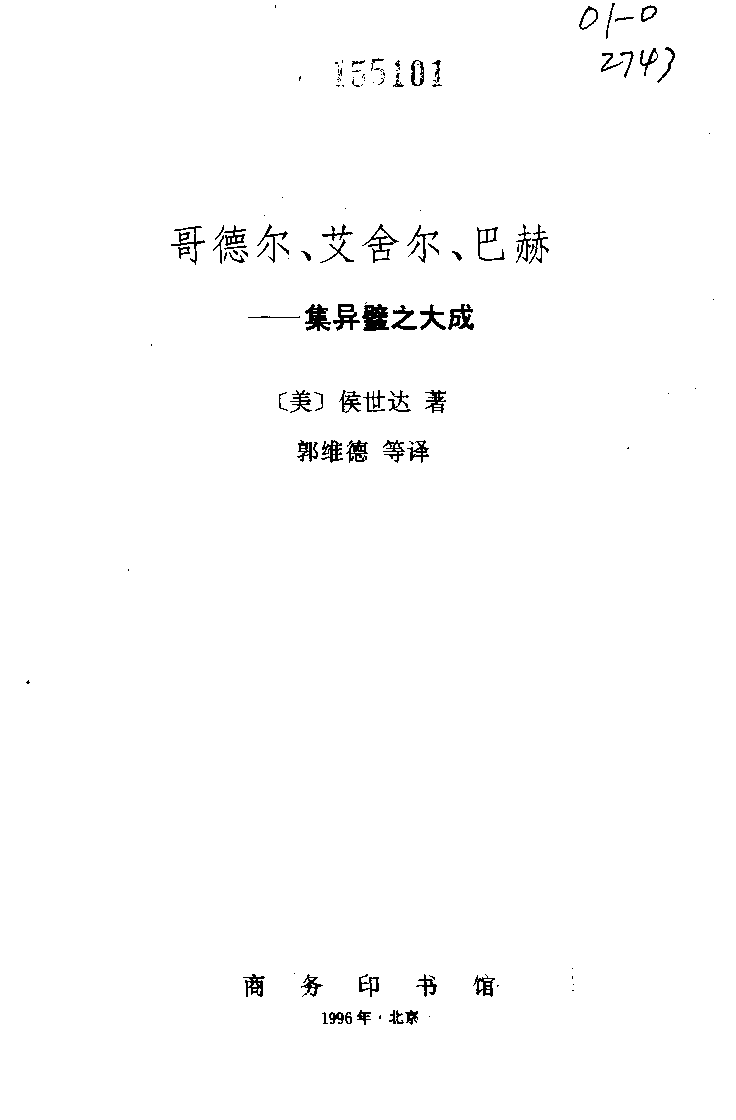 01-0
2743
155101
哥德尔、艾舍尔、巴赫
——集异璧之大成
〔美〕侯世达 著
郭维德 等译
商务印书馆
1996年·北京